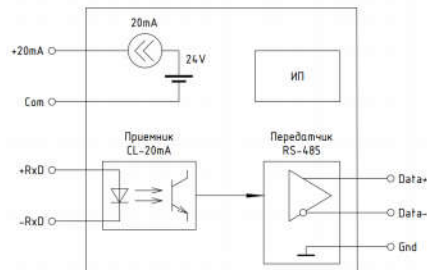 20mA
+20mA
24V
Com
ИП
Приемник
CL-20mA
Передатчик
RS-485
+RxD
-RxD
Data+
Data-
Gnd